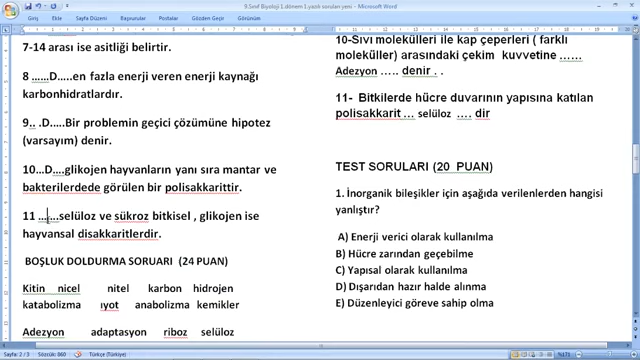 9.Sınıf Biyoloji 1.dönem 1.yazılı soruları yeni - Microsoft Word
Giriş Ekle Sayfa Düzeni Başvurular Postalar Gözden Geçir Görünüm
7-14 arası ise asitliği belirtir.
8 ……D…..en fazla enerji veren enerji kaynağı
karbonhidratlardır.
9.. .D…..Bir problemin geçici çözümüne hipotez
(varsayım) denir.
10…D….glikojen hayvanların yanı sıra mantar ve
bakterilerdede görülen bir polisakkarittir.
11 ……selüloz ve sükroz bitkisel , glikojen ise
hayvansal disakkaritlerdir.
BOŞLUK DOLDURMA SORUARI (24 PUAN)
Kitin nicel nitel karbon hidrojen
katabolizma ıyot anabolizma kemikler
Adezyon adaptasyon riboz selüloz
10-Sıvı molekülleri ile kap çeperleri ( farklı
moleküller) arasındaki çekim kuvvetine ……
Adezyon ….. denir . .
11- Bitkilerde hücre duvarının yapısına katılan
polisakkarit … selüloz …. dir
TEST SORULARI (20 PUAN)
1. İnorganik bileşikler için aşağıda verilenlerden hangisi
yanlıştır?
A) Enerji verici olarak kullanılma
B) Hücre zarından geçebilme
C) Yapısal olarak kullanılma
D) Dışarıdan hazır halde alınma
E) Düzenleyici göreve sahip olma
Sayfa: 2 / 3 Sözcük: 860 Türkçe (Türkiye) %171